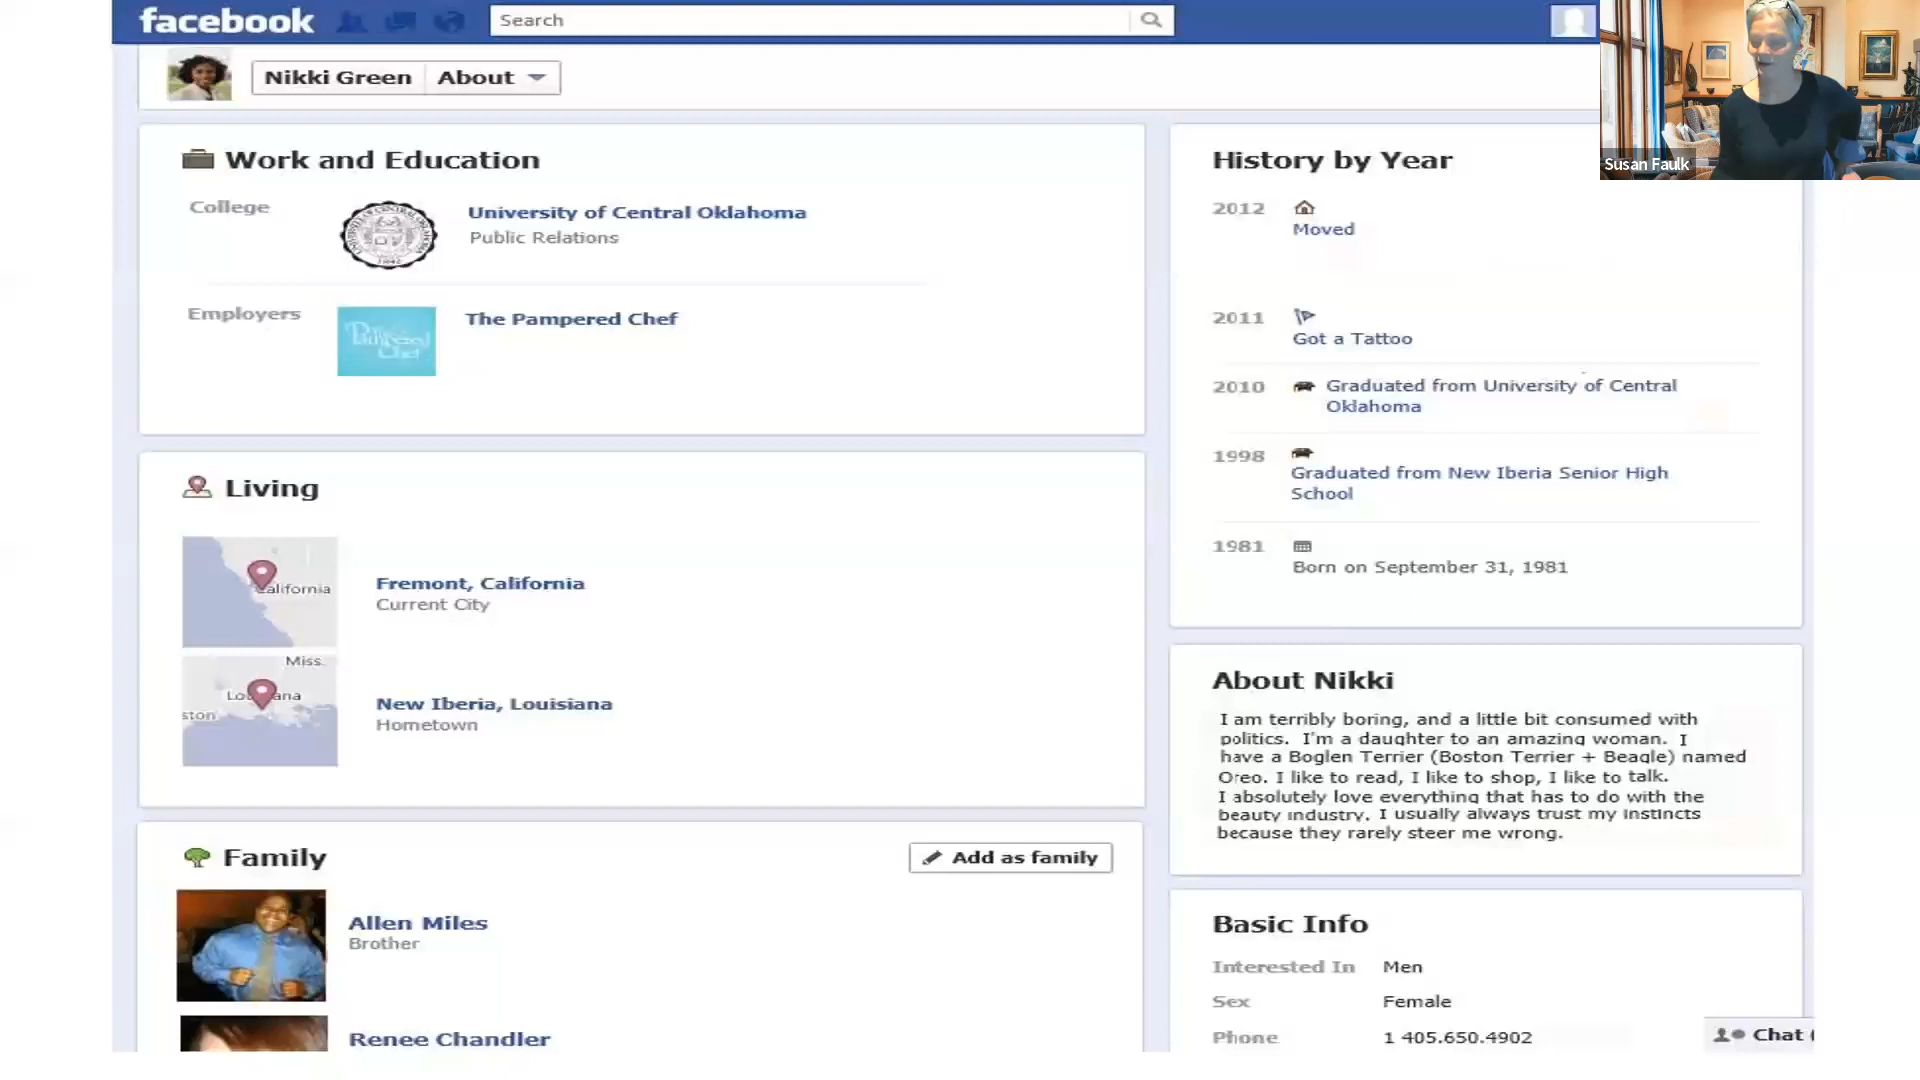 facebook
Search
Nikki Green About
Susan Faulk
Work and Education
College
University of Central Oklahoma
Public Relations
Employers
The Pampered Chef
Living
California
Fremont, California
Current City
Miss.
New Iberia, Louisiana
Hometown
Family
Add as family
Allen Miles
Brother
Renee Chandler
History by Year
2012
Moved
2011
Got a Tattoo
2010 Graduated from University of Central
Oklahoma
1998
Graduated from New Iberia Senior High
School
1981
Born on September 31, 1981
About Nikki
I am terribly boring, and a little bit consumed with
politics. I'm a daughter to an amazing woman. I
have a Boglen Terrier (Boston Terrier + Beagle) named
Oreo. I like to read, I like to shop, I like to talk.
I absolutely love everything that has to do with the
beauty industry. I usually always trust my instincts
because they rarely steer me wrong.
Basic Info
Interested In Men
Sex Female
Phone 1 405.650.4902
Chat